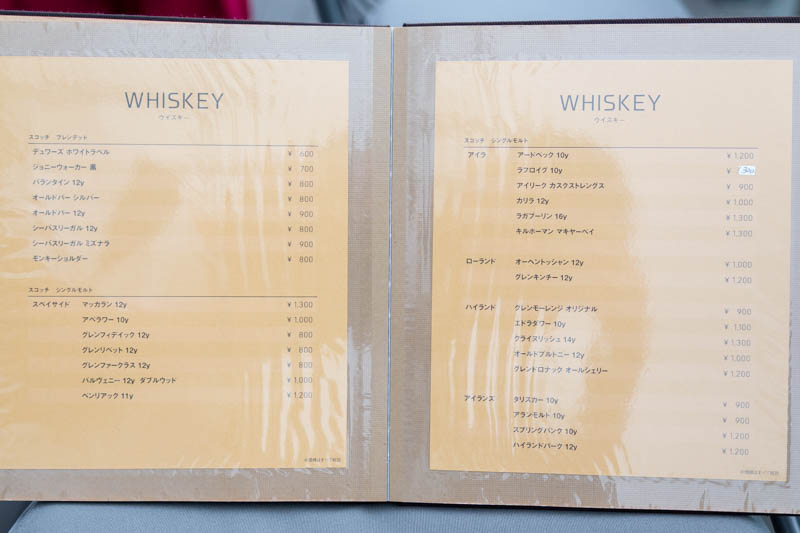 WHISKEY
ウイスキー
スコッチ ブレンデット
デュワーズ ホワイトラベル ¥ 600
ジョニーウォーカー 黒 ¥ 700
バランタイン 12y ¥ 800
オールドパー シルバー ¥ 800
オールドパー 12y ¥ 900
シーバスリーガル 12y ¥ 800
シーバスリーガル ミズナラ ¥ 900
モンキーショルダー ¥ 800
スコッチ シングルモルト
スペイサイド マッカラン 12y ¥1,300
アベラワー 10y ¥1,000
グレンフィディック 12y ¥ 800
グレンリベット 12y ¥ 800
グレンファークラス 12y ¥ 800
バルヴェニー 12y ダブルウッド ¥1,000
ベンリアック 11y ¥1,200
※価格はすべて税別
WHISKEY
ウイスキー
スコッチ シングルモルト
アイラ アードベック 10y ¥1,200
ラフロイグ 10y ¥
アイリーク カスクストレングス ¥ 900
カリラ 12y ¥1,000
ラガブーリン 16y ¥1,300
キルホーマン マキヤーベイ ¥1,300
ローランド オーヘントッシャン 12y ¥1,000
グレンキンチー 12y ¥1,200
ハイランド グレンモーレンジ オリジナル ¥ 900
エドラダワー 10y ¥1,100
クライヌリッシュ 14y ¥1,300
オールドプルトニー 12y ¥1,000
グレンドロナック オールシェリー ¥1,200
アイランズ タリスカー 10y ¥ 900
アランモルト 10y ¥ 900
スプリングバンク 10y ¥1,200
ハイランドパーク 12y ¥1,200
※価格はすべて税別